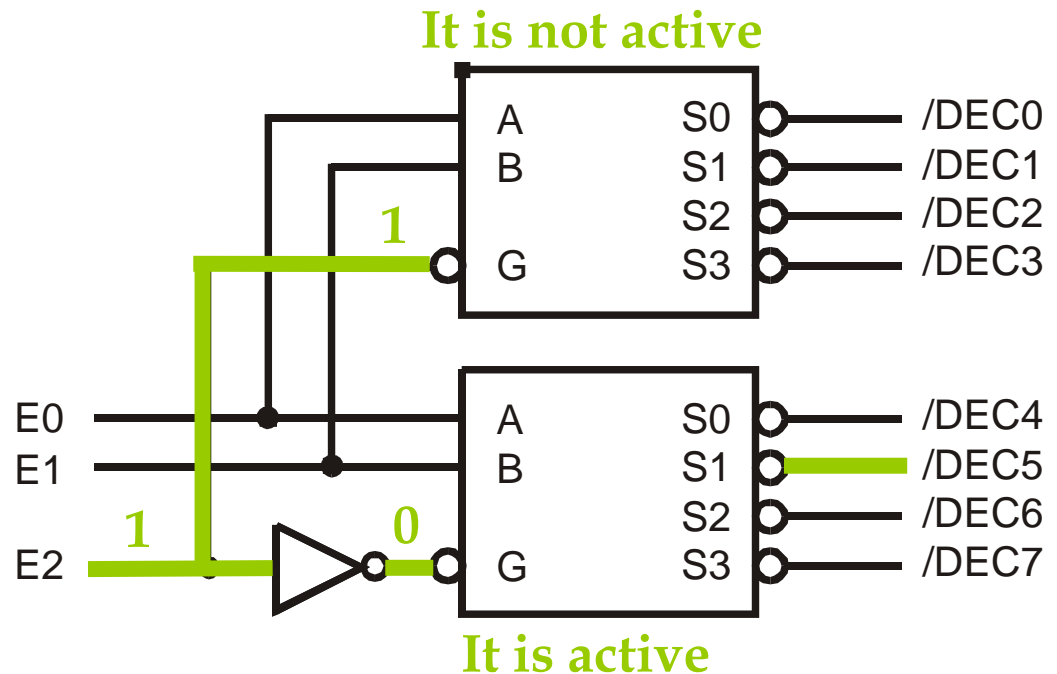 It is not active
A S0 /DEC0
B S1 /DEC1
1 S2 /DEC2
G S3 /DEC3
E0 A S0 /DEC4
E1 B S1 /DEC5
1 0 S2 /DEC6
E2 G S3 /DEC7
It is active